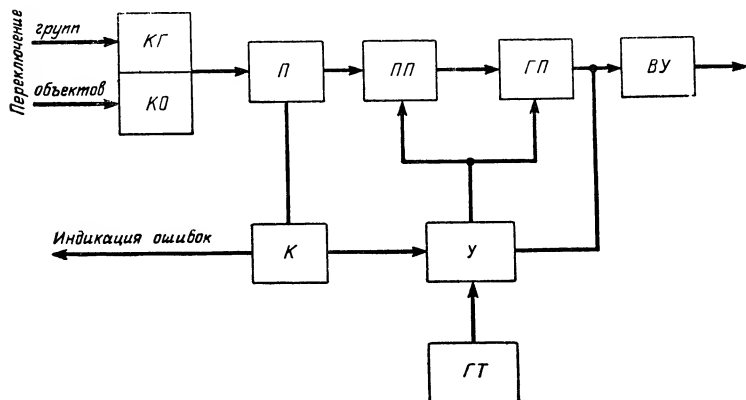 Переключение
групп
объектов
КГ
КО
П
ПП
ГП
ВУ
Индикация ошибок
К
У
ГТ